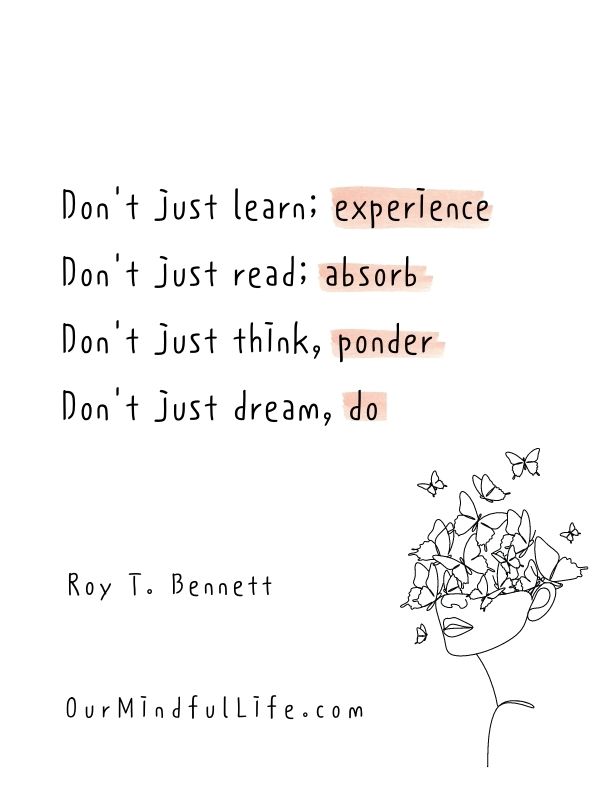 Don't just learn; experience
Don't just read; absorb
Don't just think, ponder
Don't just dream, do
Roy T. Bennett
OurMindfulLife.com